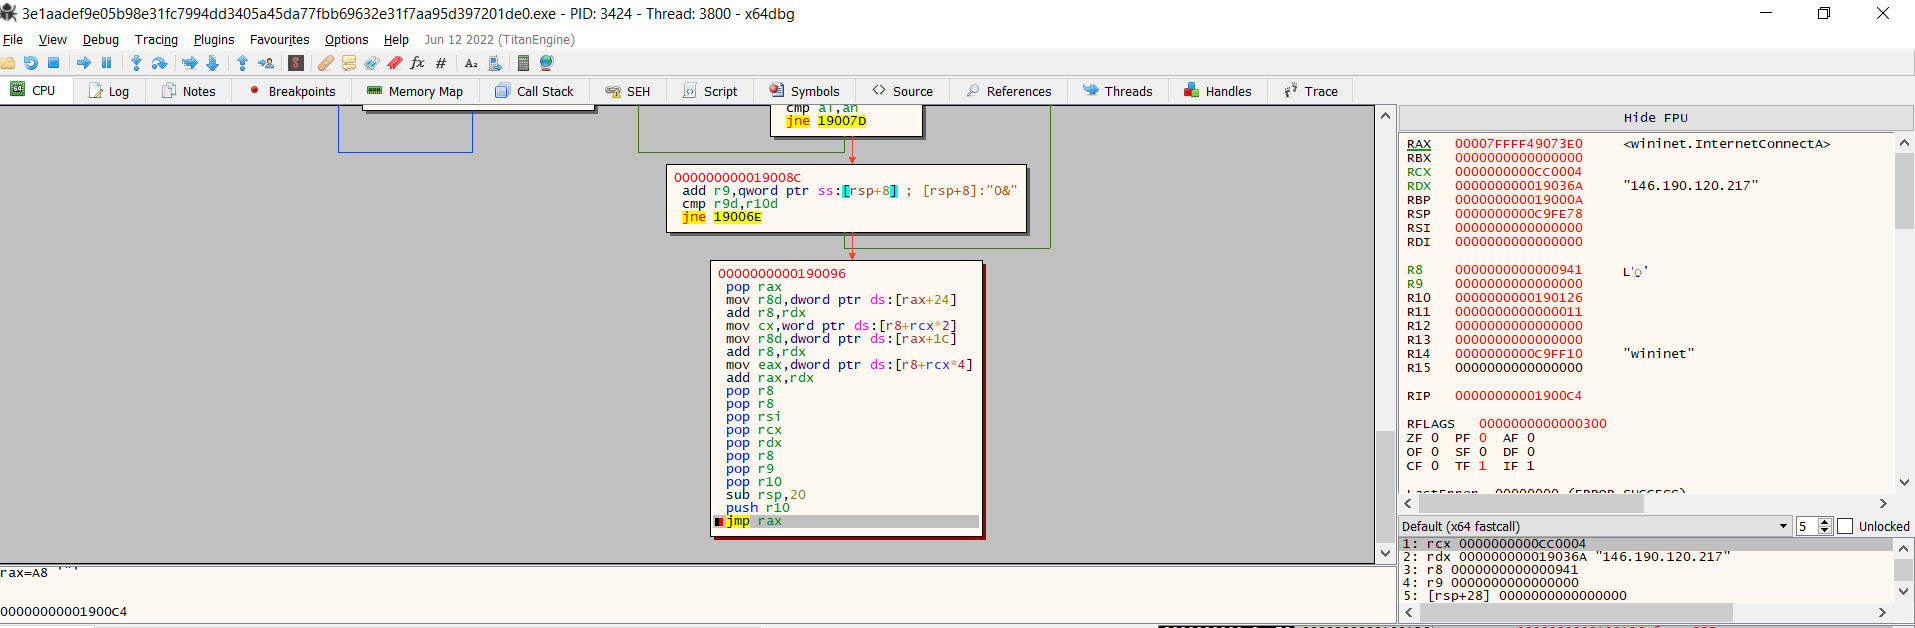 3e1aadef9e05b98e31fc7994dd3405a45da77fbb69632e31f7aa95d397201de0.exe - PID: 3424 - Thread: 3800 - x64dbg
File View Debug Tracing Plugins Favourites Options Help Jun 12 2022 (TitanEngine)
CPU Log Notes Breakpoints Memory Map Call Stack SEH Script Symbols Source References Threads Handles Trace
cmp al,ah
jne 19007D
000000000019008C
add r9,qword ptr ss:[rsp+8] ; [rsp+8]:"O&"
cmp r9d,r10d
jne 19006E
0000000000190096
pop rax
mov r8d,dword ptr ds:[rax+24]
add r8,rdx
mov cx,word ptr ds:[r8+rcx*2]
mov r8d,dword ptr ds:[rax+1C]
add r8,rdx
mov eax,dword ptr ds:[r8+rcx*4]
add rax,rdx
pop r8
pop r8
pop rsi
pop rcx
pop rdx
pop r8
pop r9
pop r10
sub rsp,20
push r10
jmp rax
rax=A8 '¨'
00000000001900C4
Hide FPU
RAX 00007FFFF49073E0 <wininet.InternetConnectA>
RBX 0000000000000000
RCX 0000000000CC0004
RDX 000000000019036A "146.190.120.217"
RBP 000000000019000A
RSP 0000000000C9FE78
RSI 0000000000000000
RDI 0000000000000000
R8 0000000000000941
R9 0000000000000000
R10 0000000000190126
R11 0000000000000011
R12 0000000000000000
R13 0000000000000000
R14 0000000000C9FF10 "wininet"
R15 0000000000000000
RIP 00000000001900C4
RFLAGS 0000000000000300
ZF 0 PF 0 AF 0
OF 0 SF 0 DF 0
CF 0 TF 1 IF 1
LastError 00000000 (ERROR_SUCCESS)
Default (x64 fastcall) 5 Unlocked
1: rcx 0000000000CC0004
2: rdx 000000000019036A "146.190.120.217"
3: r8 0000000000000941
4: r9 0000000000000000
5: [rsp+28] 0000000000000000